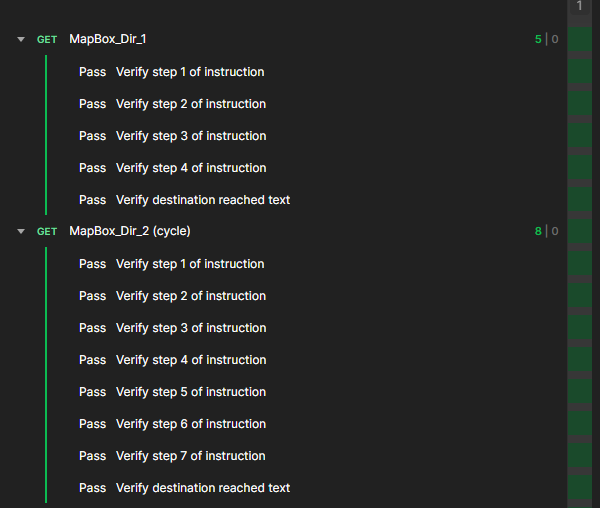 1
GET MapBox_Dir_1 5 | 0
Pass Verify step 1 of instruction
Pass Verify step 2 of instruction
Pass Verify step 3 of instruction
Pass Verify step 4 of instruction
Pass Verify destination reached text
GET MapBox_Dir_2 (cycle) 8 | 0
Pass Verify step 1 of instruction
Pass Verify step 2 of instruction
Pass Verify step 3 of instruction
Pass Verify step 4 of instruction
Pass Verify step 5 of instruction
Pass Verify step 6 of instruction
Pass Verify step 7 of instruction
Pass Verify destination reached text